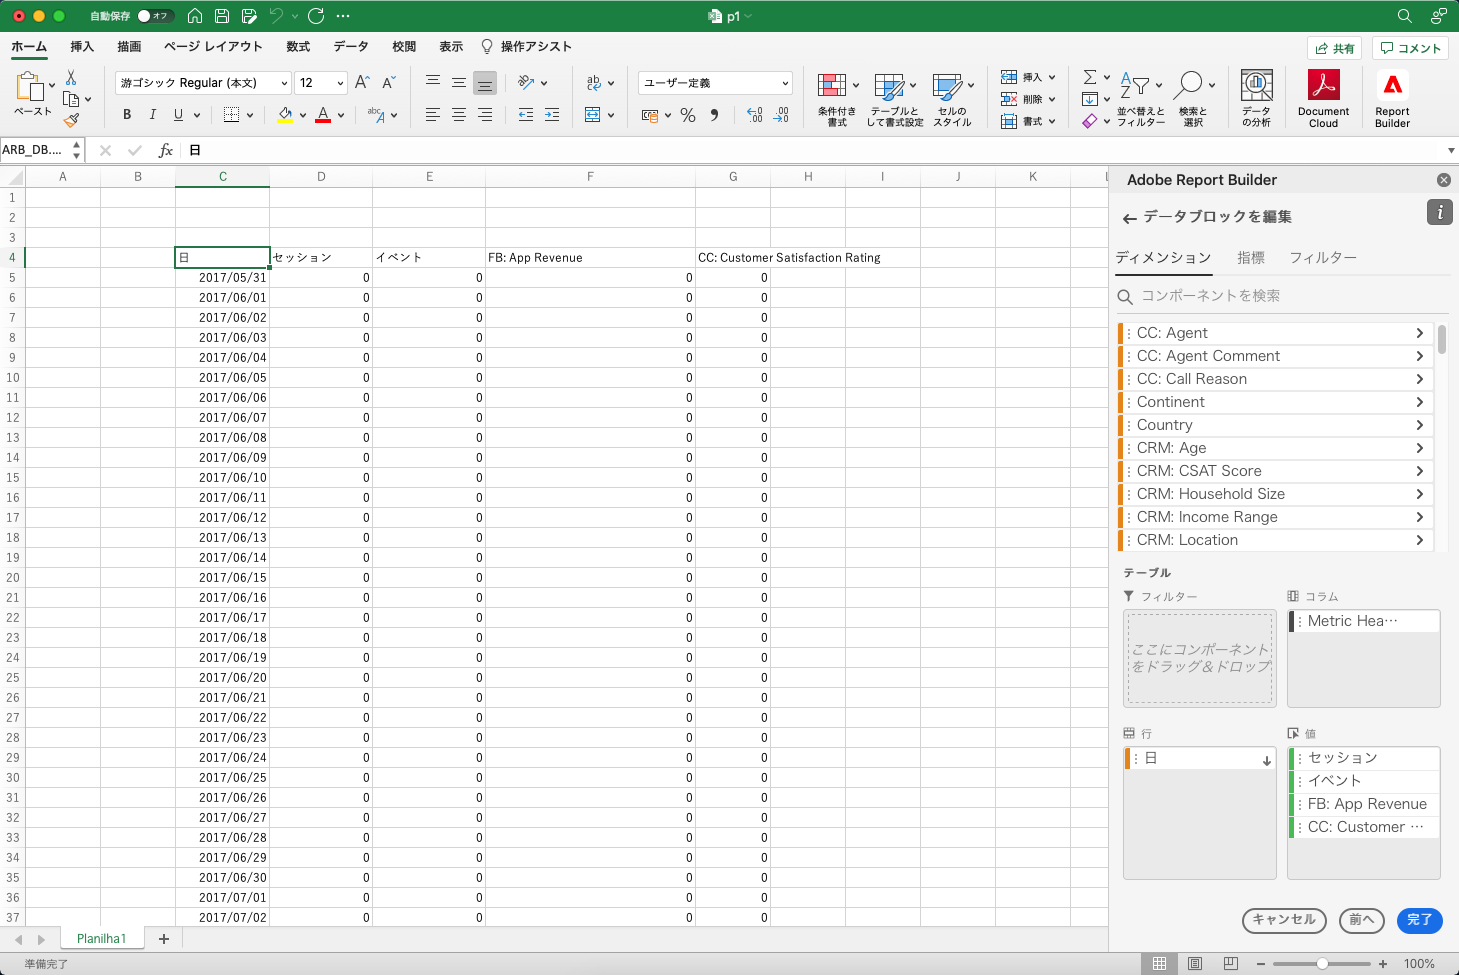 自動保存 オフ p1
ホーム 挿入 描画 ページ レイアウト 数式 データ 校閲 表示 操作アシスト 共有 コメント
ペースト 游ゴシック Regular (本文) 12 A A ab ユーザー定義 条件付き書式 テーブルとして書式設定 セルのスタイル 挿入 削除 書式 並べ替えとフィルター 検索と選択 データの分析 Document Cloud Report Builder
B I U A abc % .00 .0
ARB_DB.... fx 日
A B C D E F G H I J K L
1
2
3
4 日 セッション イベント FB: App Revenue CC: Customer Satisfaction Rating
5 2017/05/31 0 0 0 0
6 2017/06/01 0 0 0 0
7 2017/06/02 0 0 0 0
8 2017/06/03 0 0 0 0
9 2017/06/04 0 0 0 0
10 2017/06/05 0 0 0 0
11 2017/06/06 0 0 0 0
12 2017/06/07 0 0 0 0
13 2017/06/08 0 0 0 0
14 2017/06/09 0 0 0 0
15 2017/06/10 0 0 0 0
16 2017/06/11 0 0 0 0
17 2017/06/12 0 0 0 0
18 2017/06/13 0 0 0 0
19 2017/06/14 0 0 0 0
20 2017/06/15 0 0 0 0
21 2017/06/16 0 0 0 0
22 2017/06/17 0 0 0 0
23 2017/06/18 0 0 0 0
24 2017/06/19 0 0 0 0
25 2017/06/20 0 0 0 0
26 2017/06/21 0 0 0 0
27 2017/06/22 0 0 0 0
28 2017/06/23 0 0 0 0
29 2017/06/24 0 0 0 0
30 2017/06/25 0 0 0 0
31 2017/06/26 0 0 0 0
32 2017/06/27 0 0 0 0
33 2017/06/28 0 0 0 0
34 2017/06/29 0 0 0 0
35 2017/06/30 0 0 0 0
36 2017/07/01 0 0 0 0
37 2017/07/02 0 0 0 0
Planilha1 +
準備完了 100%
Adobe Report Builder
← データブロックを編集
ディメンション 指標 フィルター
コンポーネントを検索
CC: Agent
CC: Agent Comment
CC: Call Reason
Continent
Country
CRM: Age
CRM: CSAT Score
CRM: Household Size
CRM: Income Range
CRM: Location
テーブル
フィルター
ここにコンポーネント
をドラッグ＆ドロップ
コラム
Metric Hea…
行
日
値
セッション
イベント
FB: App Revenue
CC: Customer …
キャンセル 前へ 完了